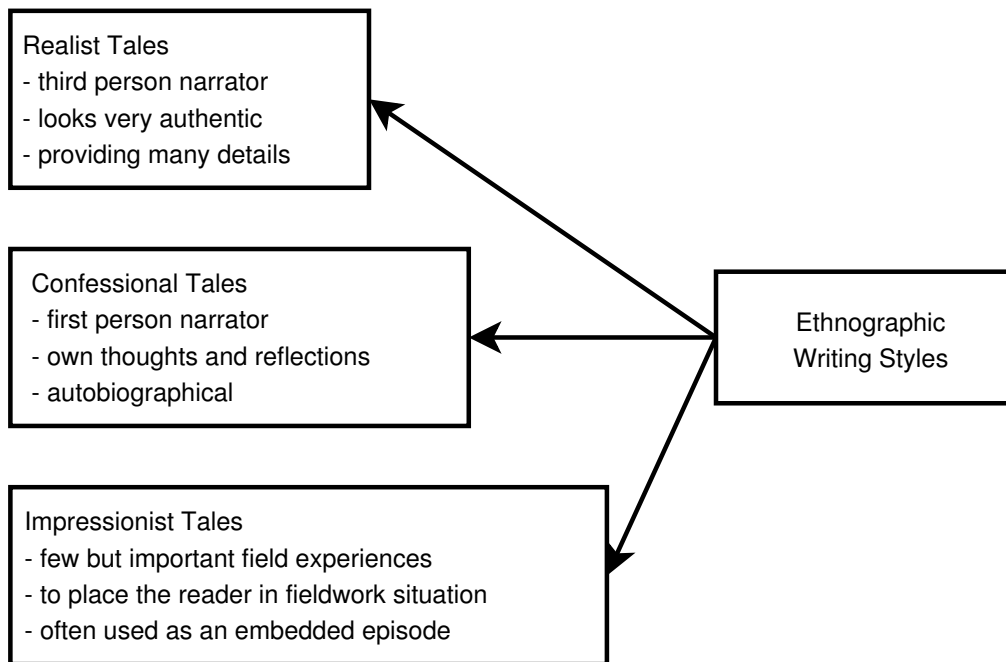 Realist Tales
- third person narrator
- looks very authentic
- providing many details
Confessional Tales
- first person narrator
- own thoughts and reflections
- autobiographical
Ethnographic
Writing Styles
Impressionist Tales
- few but important field experiences
- to place the reader in fieldwork situation
- often used as an embedded episode